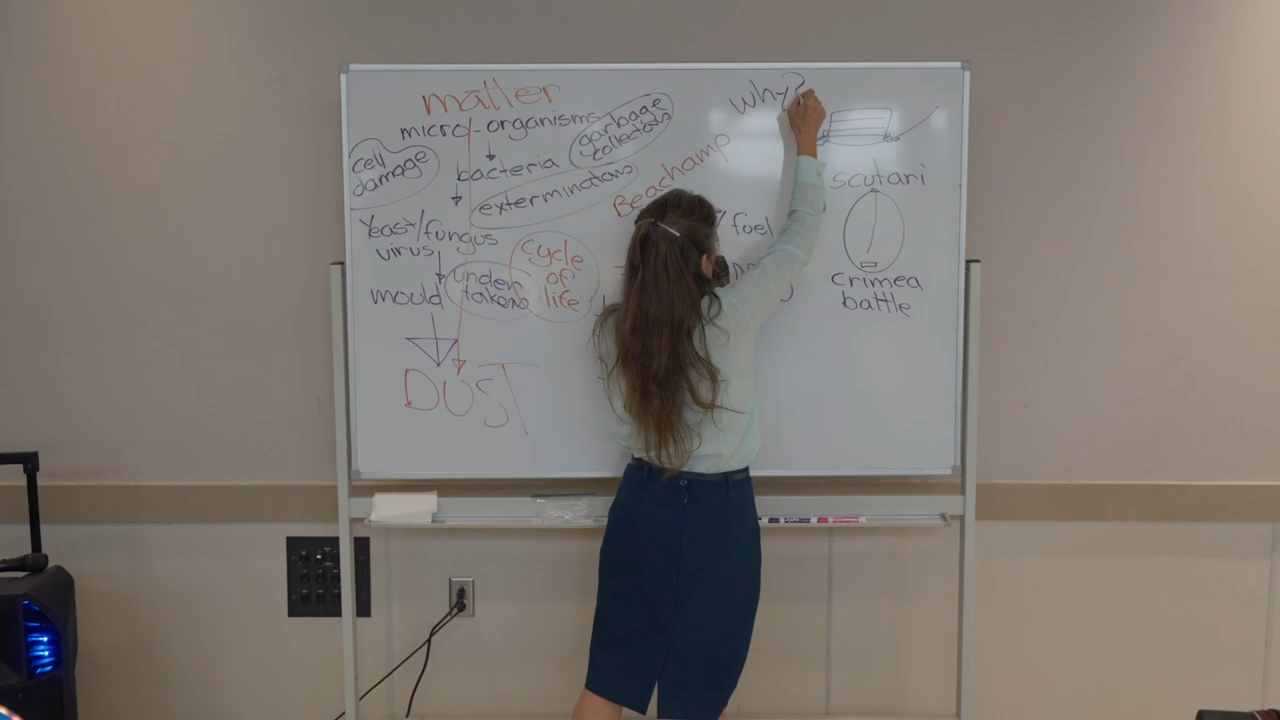 matter
micro-organisms
garbage
collectors
cell
damage
bacteria
exterminators
Yeast/fungus
virus
mould
under
takers
cycle
of
life
DUST
Beachamp
Why?
fuel
scutari
crimea
battle